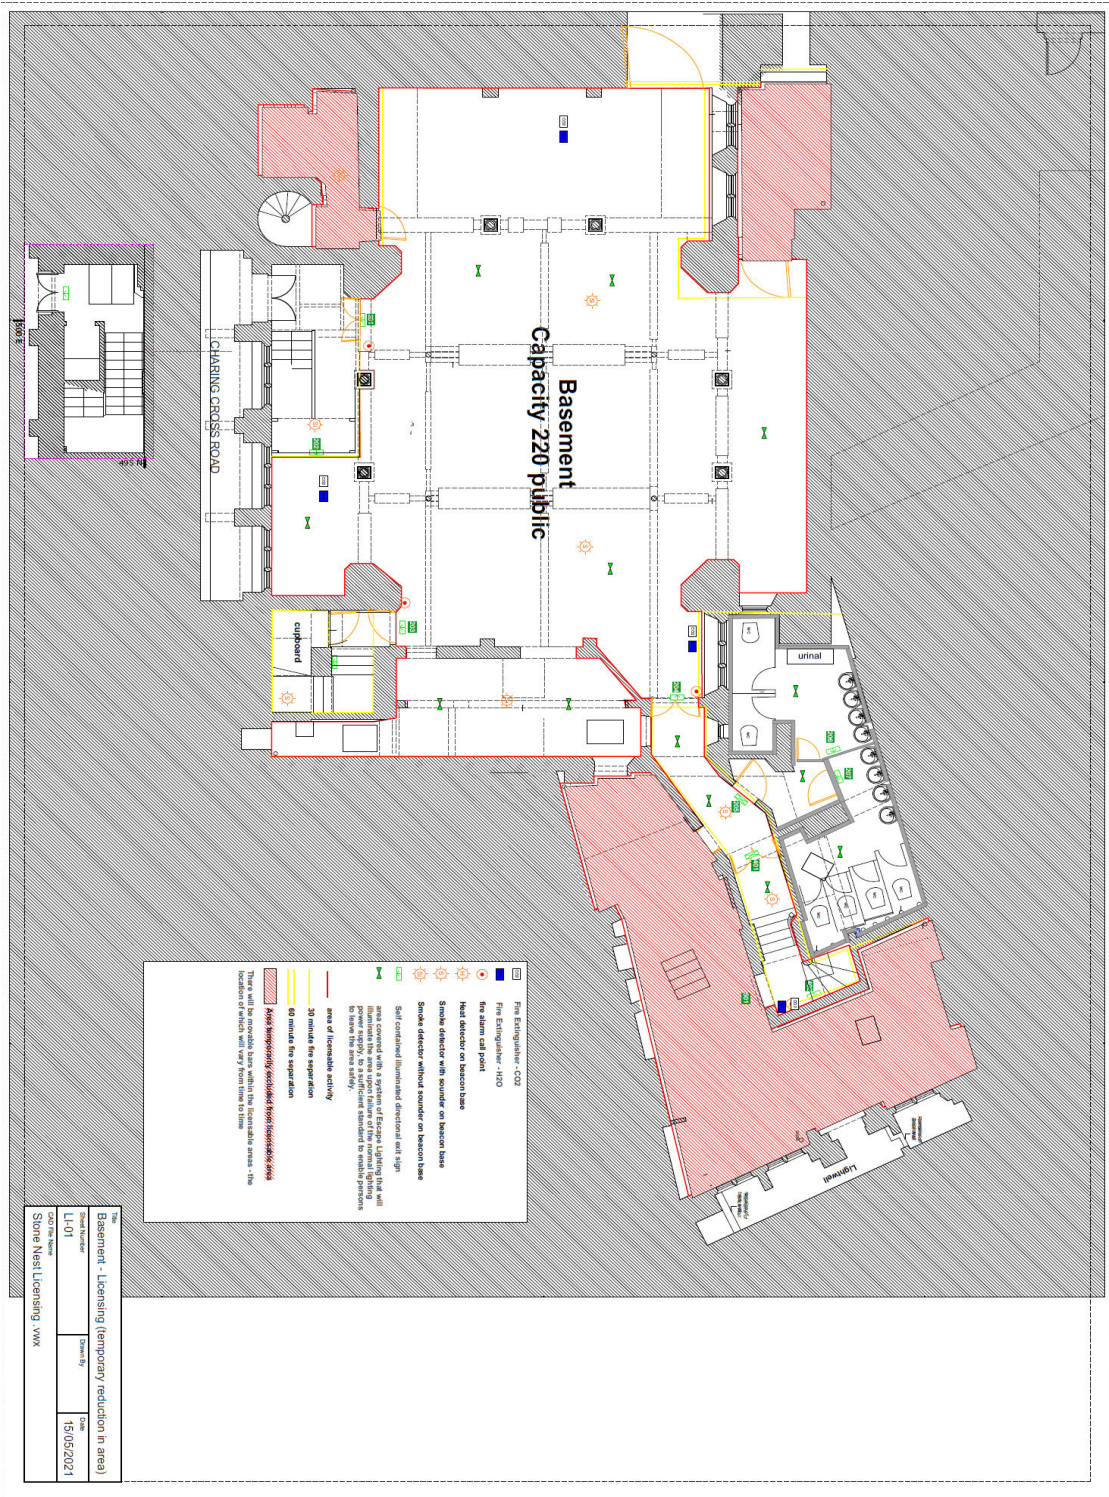 Basement
Capacity 220 public
CHARING CROSS ROAD
500 E
495 N
cupboard
urinal
Lightwell
Fire Extinguisher - CO2
Fire Extinguisher - H2O
fire alarm call point
Heat detector on beacon base
Smoke detector with sounder on beacon base
Smoke detector without sounder on beacon base
Self contained illuminated directional exit sign
area covered with a system of Escape Lighting that will
illuminate the area upon failure of the normal lighting
power supply, to a sufficient standard to enable persons
to leave the area safely.
area of licensable activity
30 minute fire separation
60 minute fire separation
Area temporarily excluded from licensable area
There will be movable bars within the licensable areas - the
location of which will vary from time to time
Title
Basement - Licensing (temporary reduction in area)
Sheet Number
LI-01
Drawn By
Date
15/05/2021
CAD File Name
Stone Nest Licensing .vwx